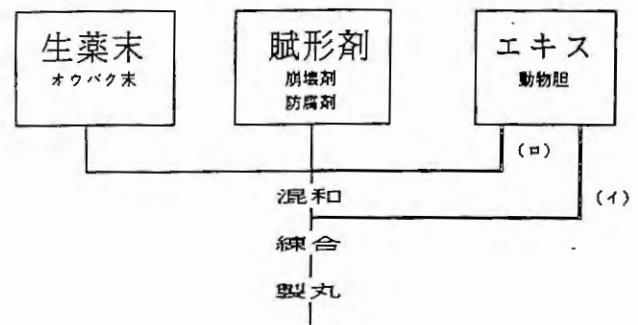 生薬末
オウバク末
賦形剤
崩壊剤
防腐剤
エキス
動物胆
(ロ)
(イ)
混和
練合
製丸